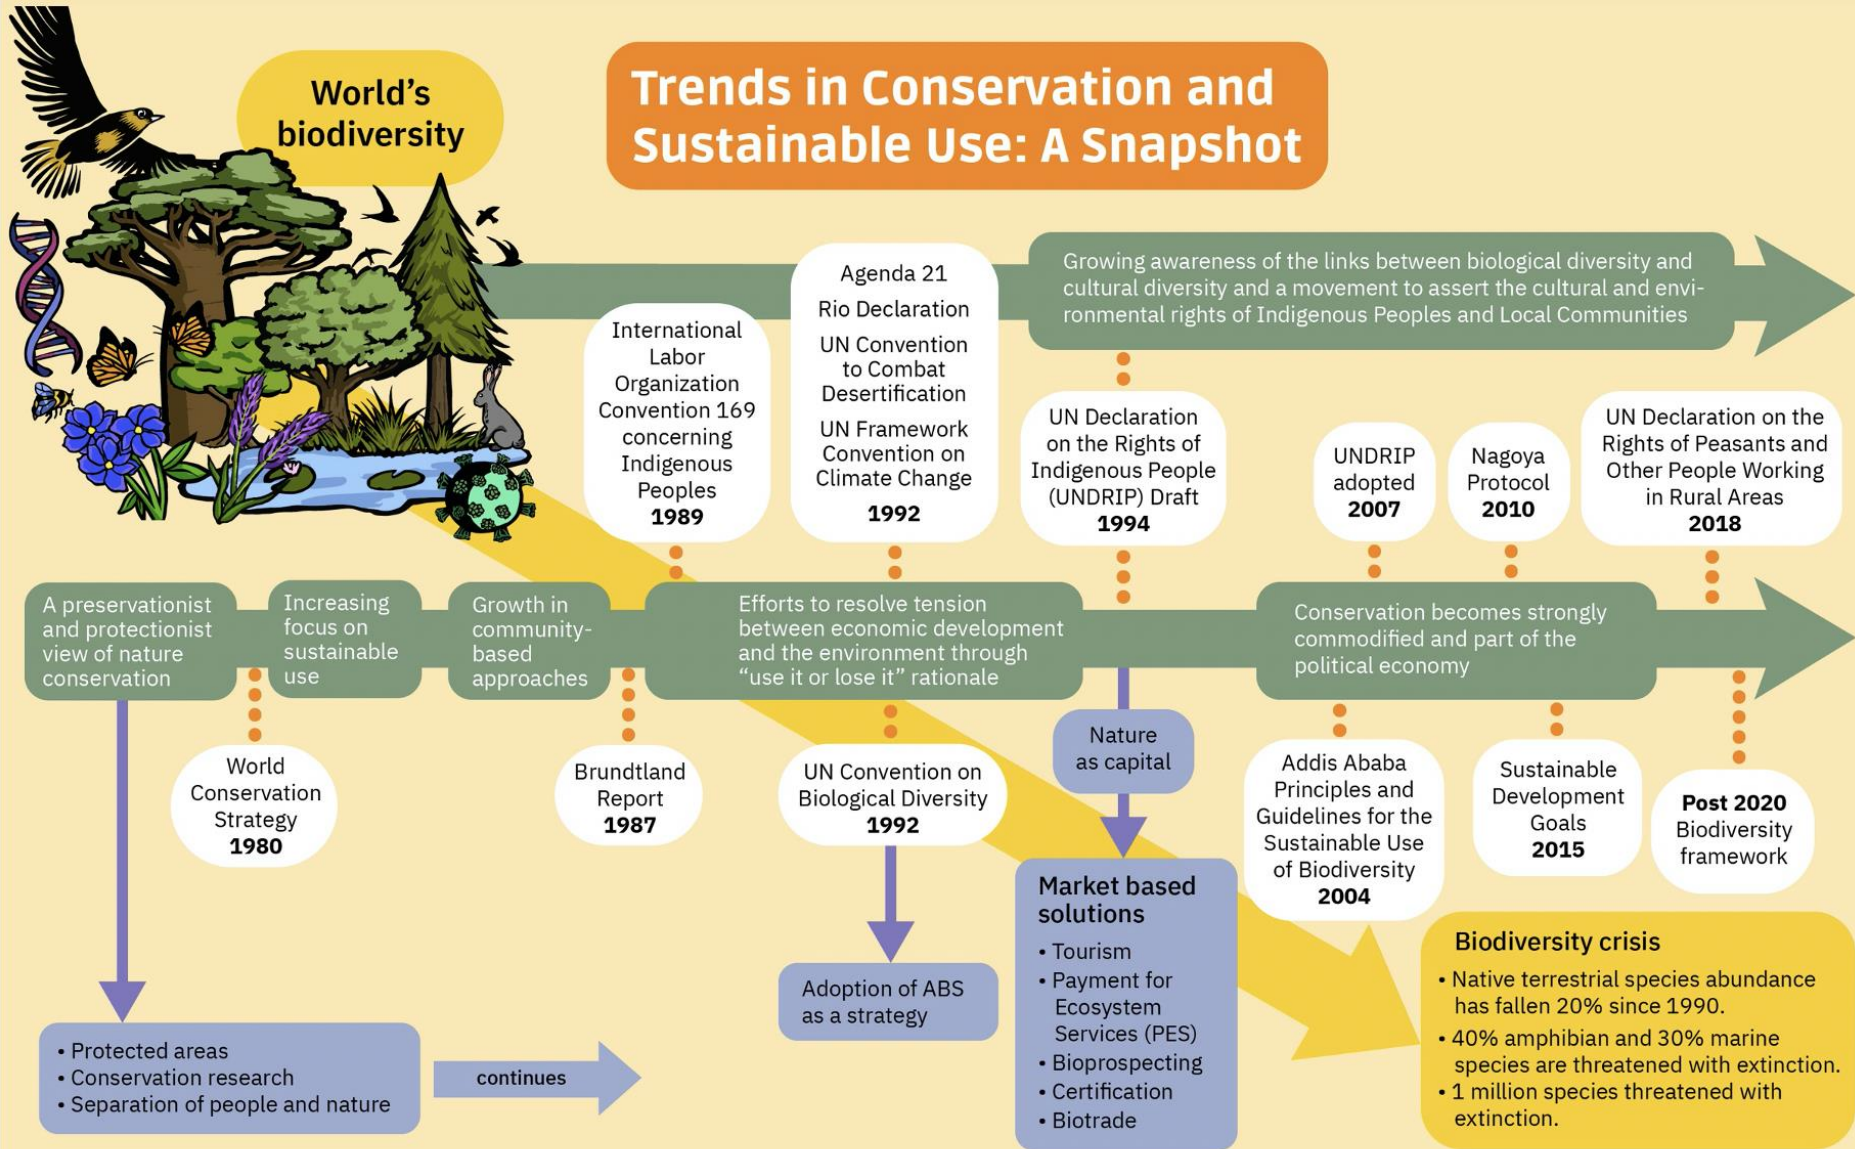 World's
biodiversity
Trends in Conservation and
Sustainable Use: A Snapshot
Growing awareness of the links between biological diversity and
cultural diversity and a movement to assert the cultural and envi-
ronmental rights of Indigenous Peoples and Local Communities
International
Labor
Organization
Convention 169
concerning
Indigenous
Peoples
1989
Agenda 21
Rio Declaration
UN Convention
to Combat
Desertification
UN Framework
Convention on
Climate Change
1992
UN Declaration
on the Rights of
Indigenous People
(UNDRIP) Draft
1994
UNDRIP
adopted
2007
Nagoya
Protocol
2010
UN Declaration on the
Rights of Peasants and
Other People Working
in Rural Areas
2018
A preservationist
and protectionist
view of nature
conservation
Increasing
focus on
sustainable
use
Growth in
community-
based
approaches
Efforts to resolve tension
between economic development
and the environment through
“use it or lose it” rationale
Conservation becomes strongly
commodified and part of the
political economy
World
Conservation
Strategy
1980
Brundtland
Report
1987
UN Convention on
Biological Diversity
1992
Nature
as capital
Addis Ababa
Principles and
Guidelines for the
Sustainable Use
of Biodiversity
2004
Sustainable
Development
Goals
2015
Post 2020
Biodiversity
framework
• Protected areas
• Conservation research
• Separation of people and nature
continues
Adoption of ABS
as a strategy
Market based
solutions
• Tourism
• Payment for
Ecosystem
Services (PES)
• Bioprospecting
• Certification
• Biotrade
Biodiversity crisis
• Native terrestrial species abundance
has fallen 20% since 1990.
• 40% amphibian and 30% marine
species are threatened with extinction.
• 1 million species threatened with
extinction.